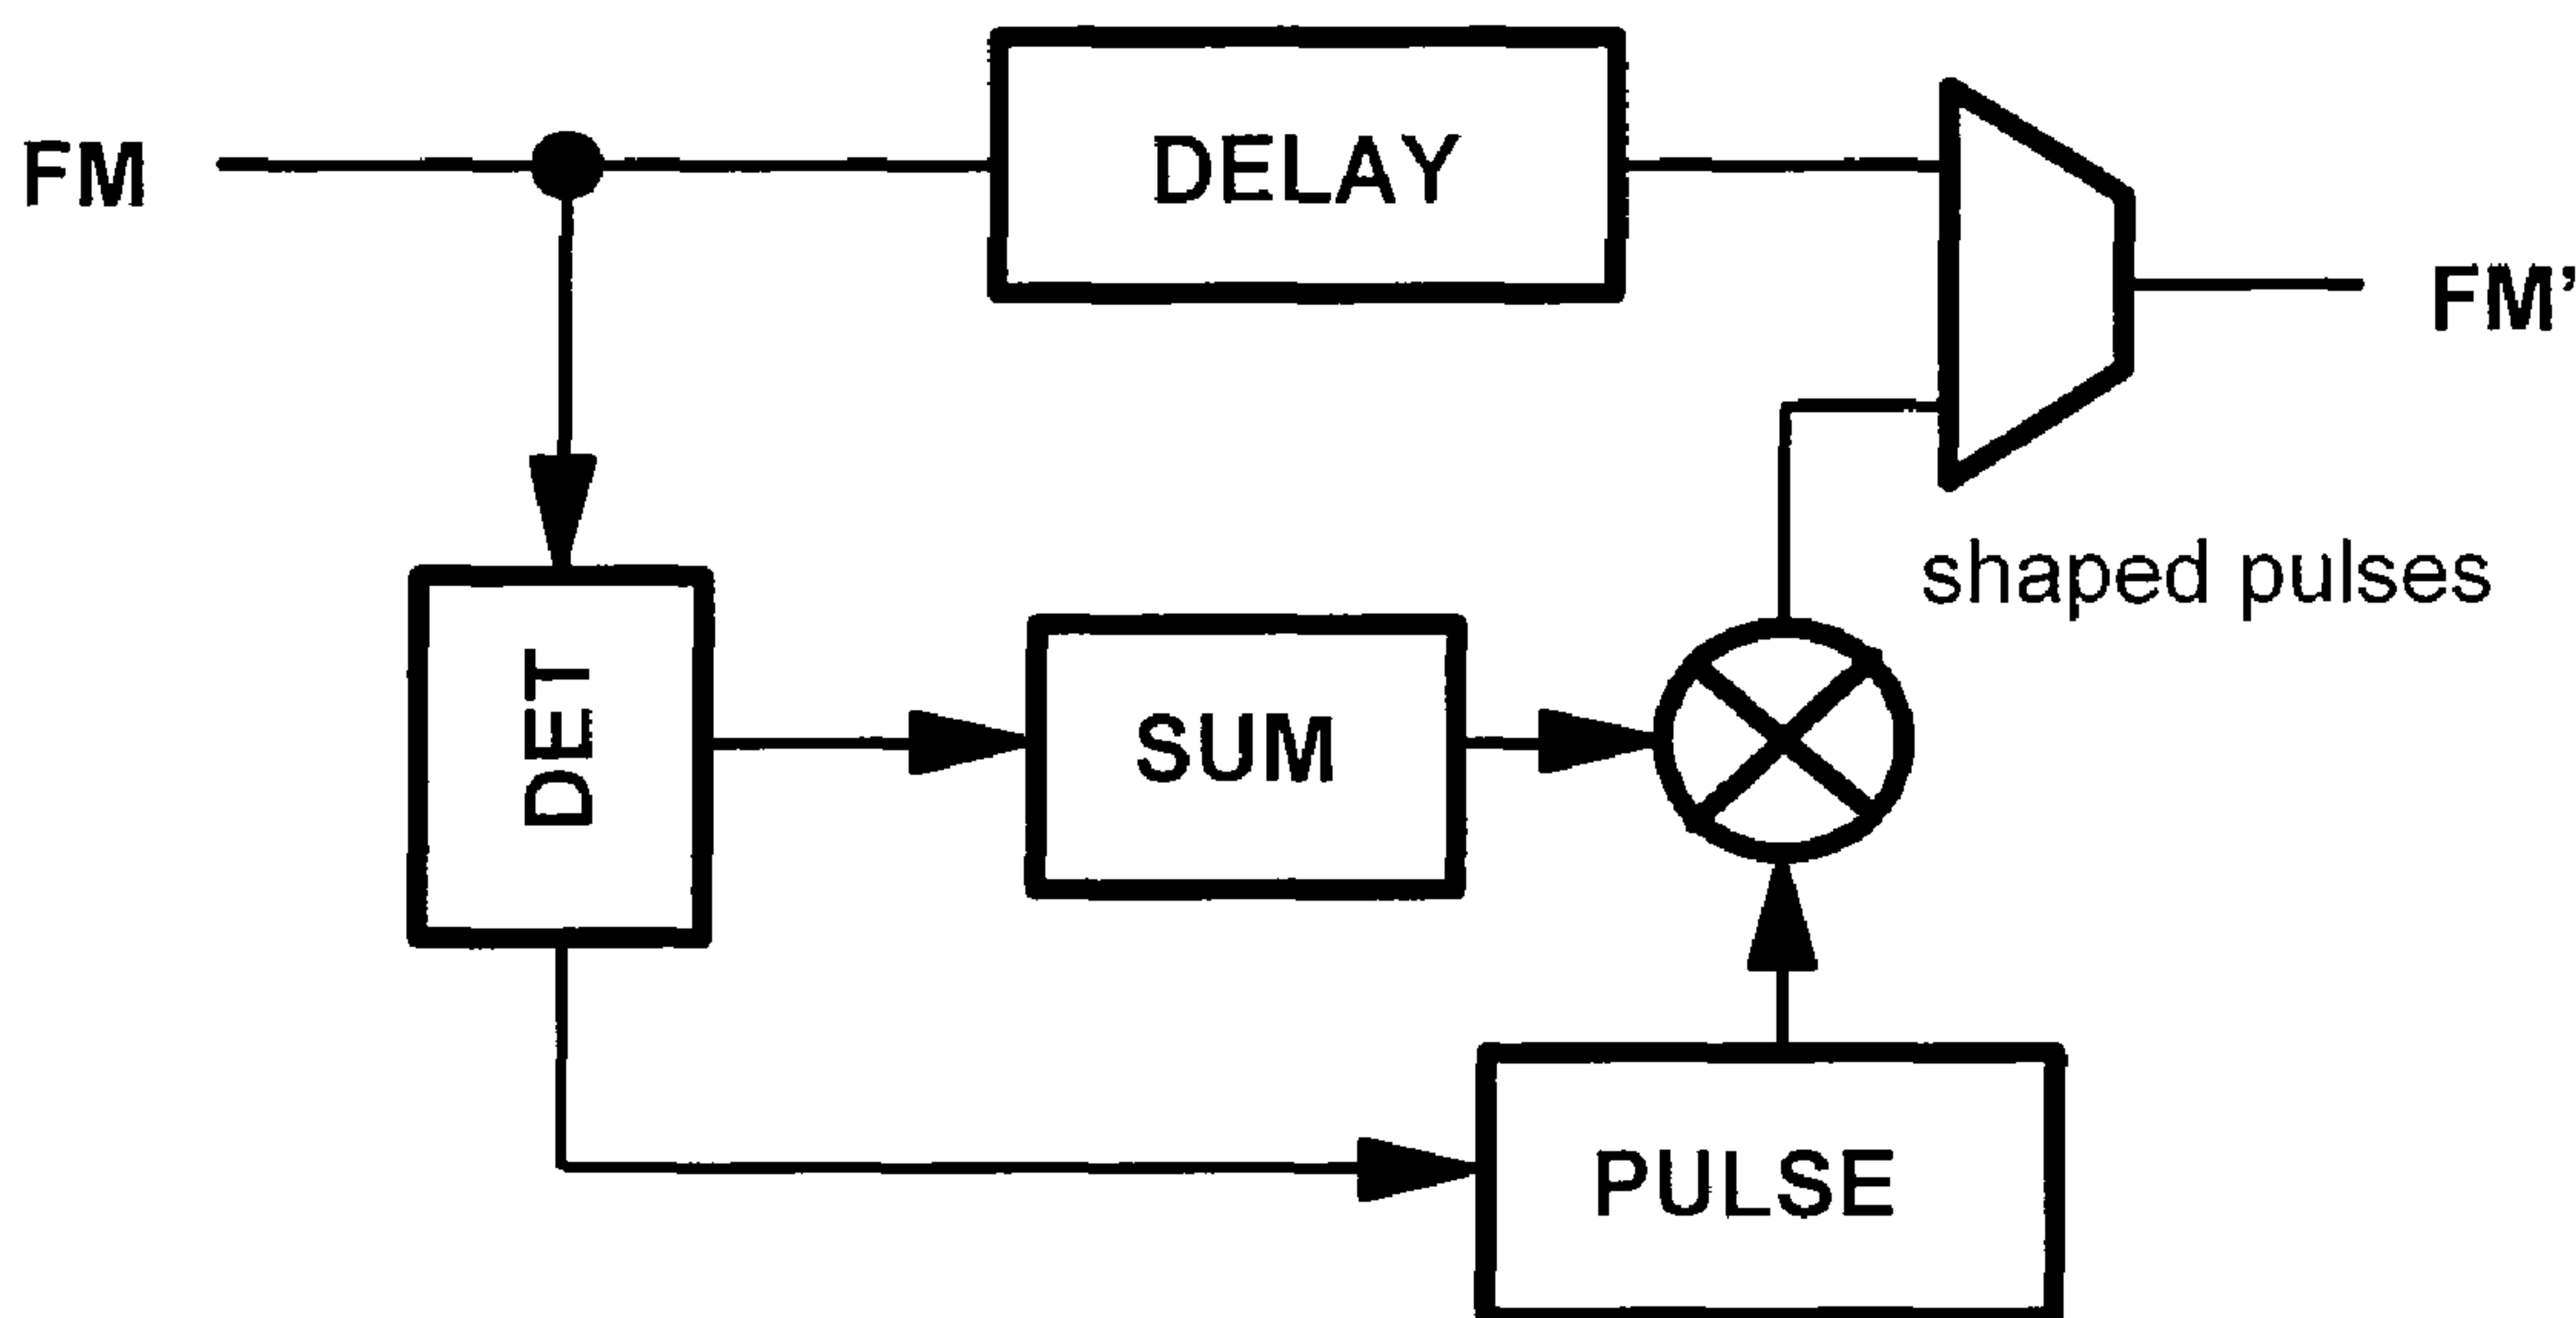 DELAY
FM
FM'
shaped pulses
DET
SUM
PULSE